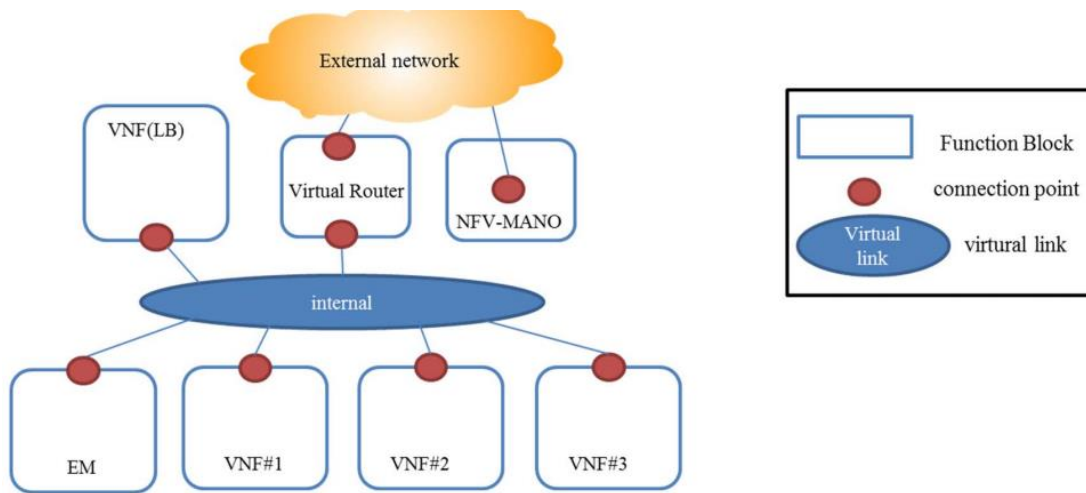 External network
VNF(LB)
Virtual Router
NFV-MANO
internal
EM
VNF#1
VNF#2
VNF#3
Function Block
connection point
Virtual
link
virtural link